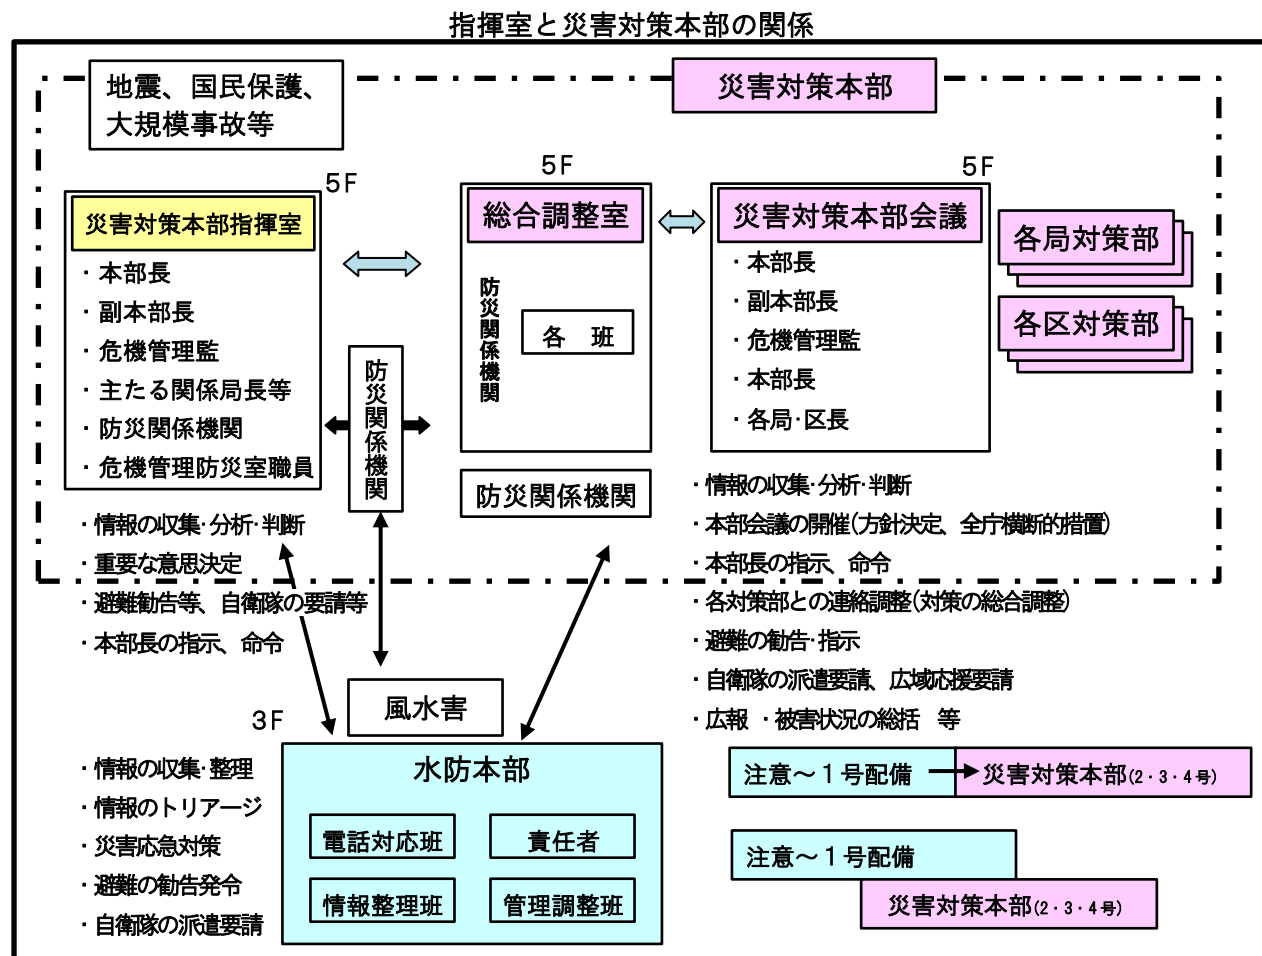 指揮室と災害対策本部の関係
地震、国民保護、
大規模事故等
災害対策本部
5F
災害対策本部指揮室
・本部長
・副本部長
・危機管理監
・主たる関係局長等
・防災関係機関
・危機管理防災室職員
・情報の収集・分析・判断
・重要な意思決定
・避難勧告等、自衛隊の要請等
・本部長の指示、命令
防災関係機関
5F
総合調整室
防災関係機関
各　班
防災関係機関
5F
災害対策本部会議
・本部長
・副本部長
・危機管理監
・本部長
・各局・区長
各局対策部
各区対策部
・情報の収集・分析・判断
・本部会議の開催(方針決定、全庁横断的措置)
・本部長の指示、命令
・各対策部との連絡調整(対策の総合調整)
・避難の勧告・指示
・自衛隊の派遣要請、広域応援要請
・広報　・被害状況の総括　等
風水害
3F
水防本部
電話対応班
責任者
情報整理班
管理調整班
・情報の収集・整理
・情報のトリアージ
・災害応急対策
・避難の勧告発令
・自衛隊の派遣要請
注意～１号配備
災害対策本部(2・3・4号)
注意～１号配備
災害対策本部(2・3・4号)